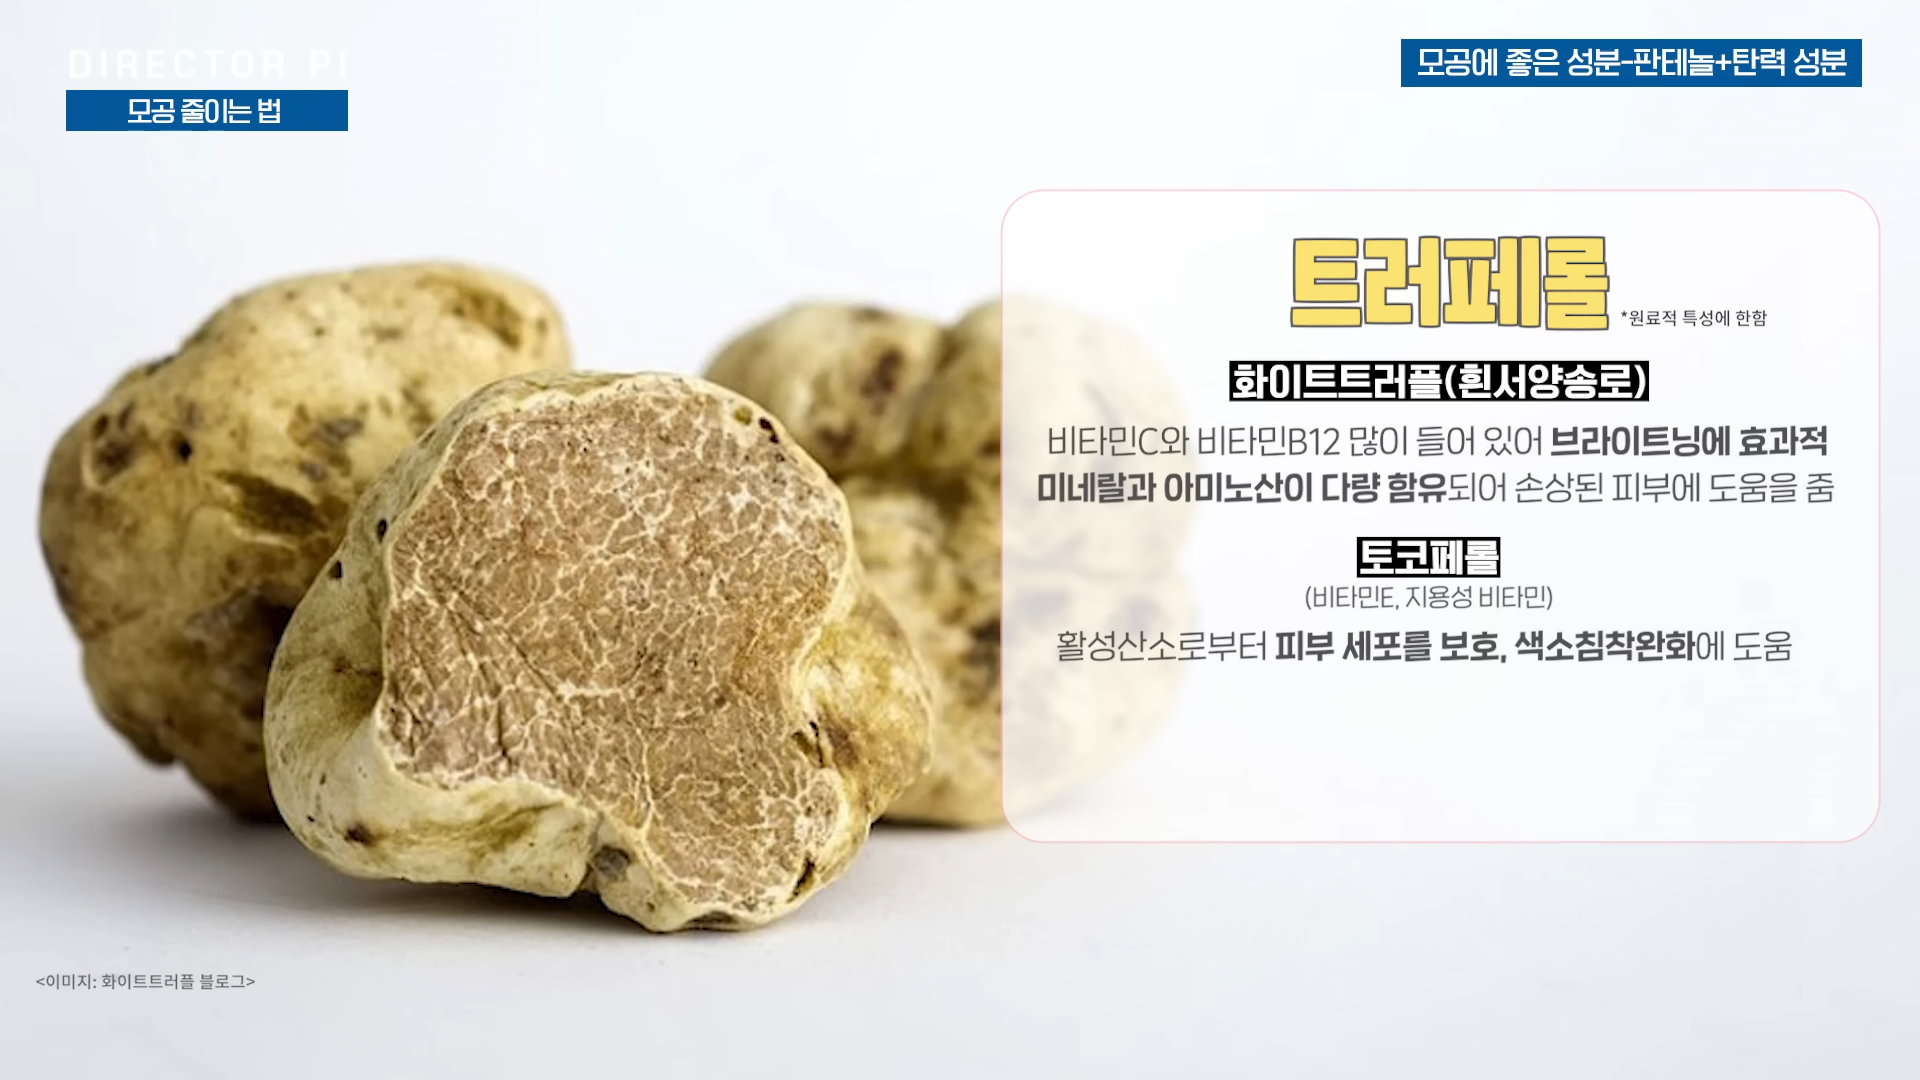 DIRECTOR PI
모공 줄이는 법
모공에 좋은 성분-판테놀+탄력 성분
트러페롤
*원료적 특성에 한함
화이트트러플(흰서양송로)
비타민C와 비타민B12 많이 들어 있어 브라이트닝에 효과적
미네랄과 아미노산이 다량 함유되어 손상된 피부에 도움을 줌
토코페롤
(비타민E, 지용성 비타민)
활성산소로부터 피부 세포를 보호, 색소침착완화에 도움
<이미지: 화이트트러플 블로그>